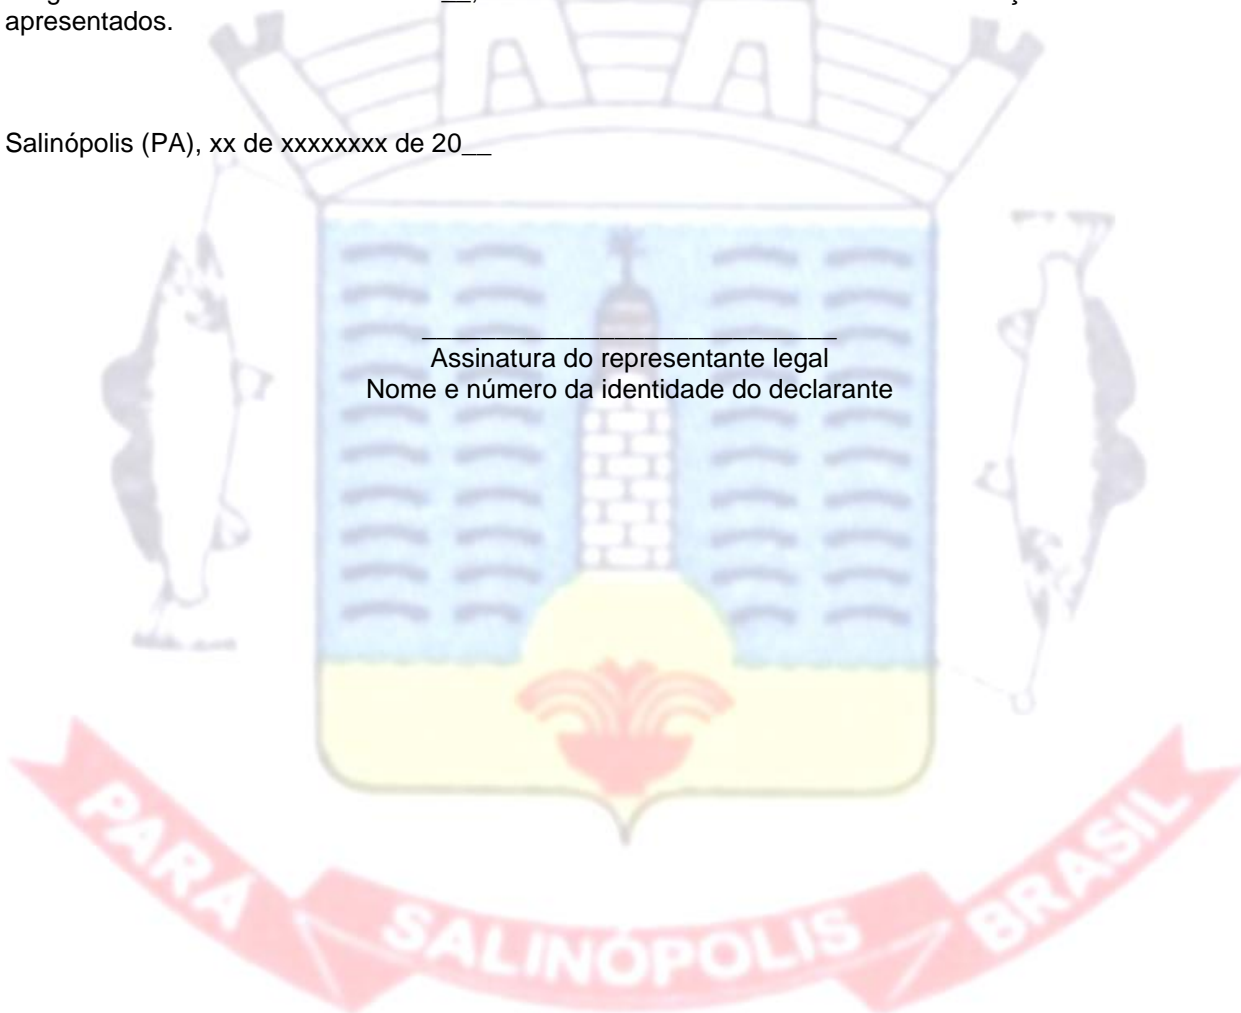 apresentados.
Salinópolis (PA), xx de xxxxxxxx de 20__
____________________________
Assinatura do representante legal
Nome e número da identidade do declarante
PARÁ
SALINÓPOLIS
BRASIL